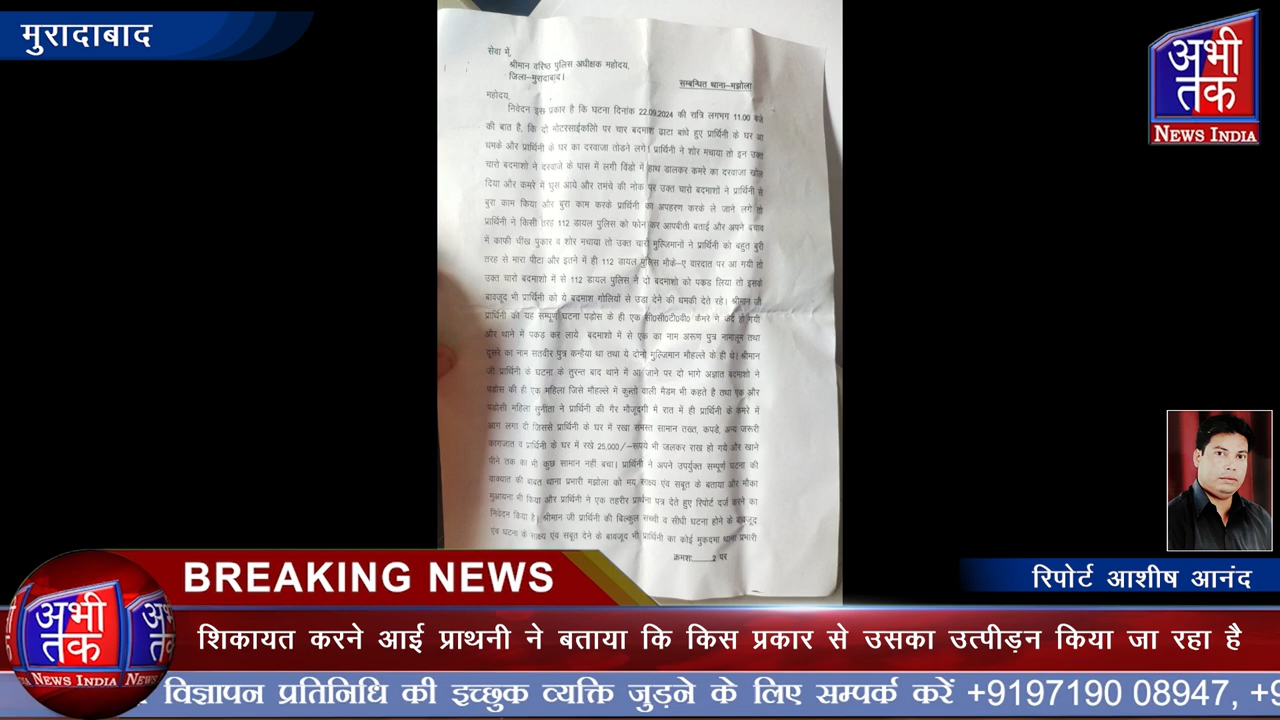 मुरादाबाद
अभी
तक
NEWS INDIA
सेवा में,
श्रीमान वरिष्ठ पुलिस अधीक्षक महोदय,
जिला–मुरादाबाद।
सम्बन्धित थाना–मझोला
महोदय,
निवेदन इस प्रकार है कि घटना दिनांक 22.09.2024 की रात्रि लगभग 11.00 बजे
की बात है, कि दो मोटरसाईकिलो पर चार बदमाश ढाटा बांधे हुए प्रार्थिनी के घर आ
धमके और प्रार्थिनी के घर का दरवाजा तोडने लगे। प्रार्थिनी ने शोर मचाया तो इन उक्त
चारो बदमाशो ने दरवाजे के पास में लगी विंडो में हाथ डालकर कमरे का दरवाजा खोल
दिया और कमरे में घुस आये और तमंचे की नोक पर उक्त चारो बदमाशों ने प्रार्थिनी से
बुरा काम किया और बुरा काम करके प्रार्थिनी का अपहरण करके ले जाने लगे तो
प्रार्थिनी ने किसी तरह 112 डायल पुलिस को फोन कर आपबीती बताई और अपने बचाव
में काफी चींख पुकार व शोर मचाया तो उक्त चारो मुल्जिमानों ने प्रार्थिनी को बहुत बुरी
तरह से मारा पीटा और इतने में ही 112 डायल पुलिस मौके–ए वारदात पर आ गयी तो
उक्त चारो बदमाशो में से 112 डायल पुलिस ने दो बदमाशो को पकड लिया तो इसके
बावजूद भी प्रार्थिनी को ये बदमाश गोलियों से उडा देने की धमकी देते रहे। श्रीमान जी
प्रार्थिनी की यह सम्पूर्ण घटना पड़ोस के ही एक सी0सी0टी0वी0 कैमरे मे कैद हो गयी
और थाने में पकड़ कर लाये बदमाशो में से एक का नाम अरूण पुत्र नामालूम तथा
दूसरे का नाम सतवीर पुत्र कन्हैया था तथा ये दोनो मुल्जिमान मौहल्ले के ही थे। श्रीमान
जी प्रार्थिनी के घटना के तुरन्त बाद थाने में आ जाने पर दो भागे अज्ञात बदमाशो ने
पडोस की ही एक महिला जिसे मौहल्ले में कुत्तो वाली मैडम भी कहते है तथा एक और
पडोसी महिला सुनीता ने प्रार्थिनी की गैर मौजूदगी में रात में ही प्रार्थिनी के कमरे में
आग लगा दी जिससे प्रार्थिनी के घर में रखा समस्त सामान तख्त, कपडे, अन्य जरूरी
कागजात व प्रार्थिनी के घर में रखे 25,000/–रूपये भी जलकर राख हो गये और खाने
पीने तक का भी कुछ सामान नहीं बचा। प्रार्थिनी ने अपने उपर्युक्त सम्पूर्ण घटना की
वाक्यात की बाबत थाना प्रभारी मझोला को मय साक्ष्य एंव सबूत के बताया और मौका
मुआयना भी किया और प्रार्थिनी ने एक तहरीर प्रार्थना पत्र देते हुए रिपोर्ट दर्ज करने का
निवेदन किया है। श्रीमान जी प्रार्थिनी की बिल्कुल सच्ची व सीधी घटना होने के बावजूद
एंव घटना के साक्ष्य एंव सबूत देने के बावजूद भी प्रार्थिनी का कोई मुकदमा थाना प्रभारी
क्रमश:.....2 पर
रिपोर्ट आशीष आनंद
BREAKING NEWS
अभी
तक
NEWS INDIA
शिकायत करने आई प्राथनी ने बताया कि किस प्रकार से उसका उत्पीड़न किया जा रहा है
विज्ञापन प्रतिनिधि की इच्छुक व्यक्ति जुड़ने के लिए सम्पर्क करें +9197190 08947,